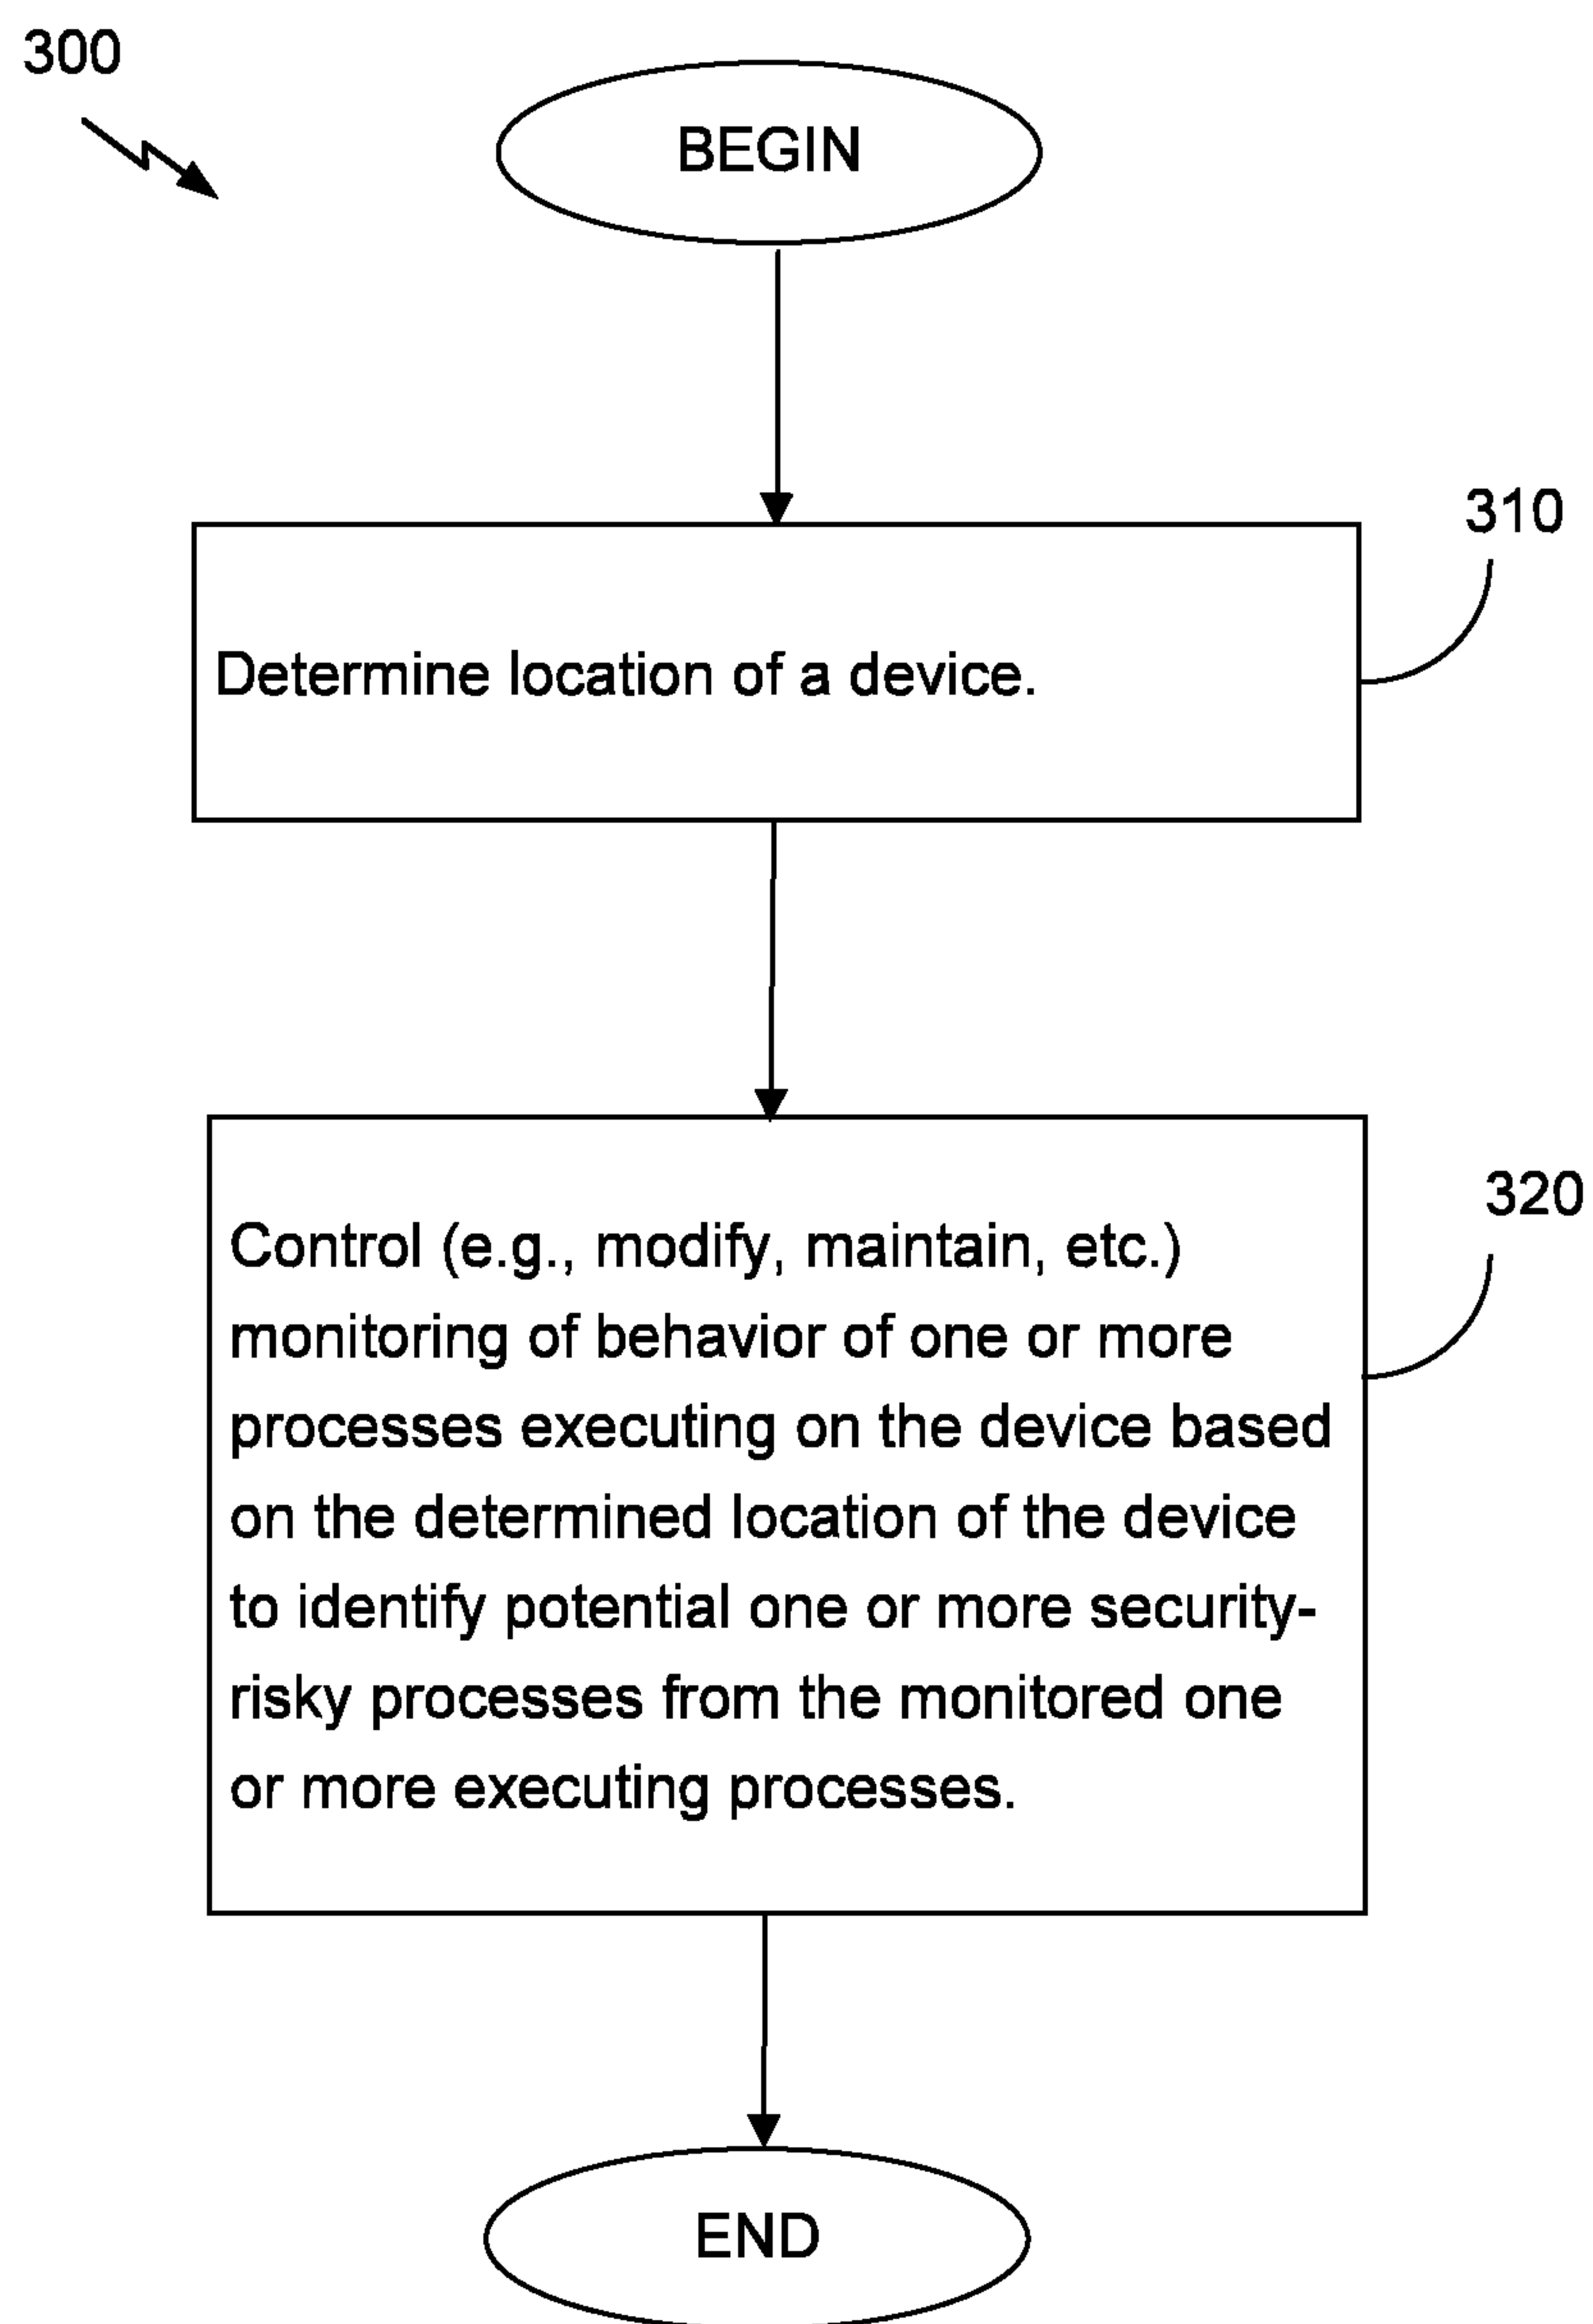 300
BEGIN
310
Determine location of a device.
320
Control (e.g., modify, maintain, etc.)
monitoring of behavior of one or more
processes executing on the device based
on the determined location of the device
to identify potential one or more security-
risky processes from the monitored one
or more executing processes.
END